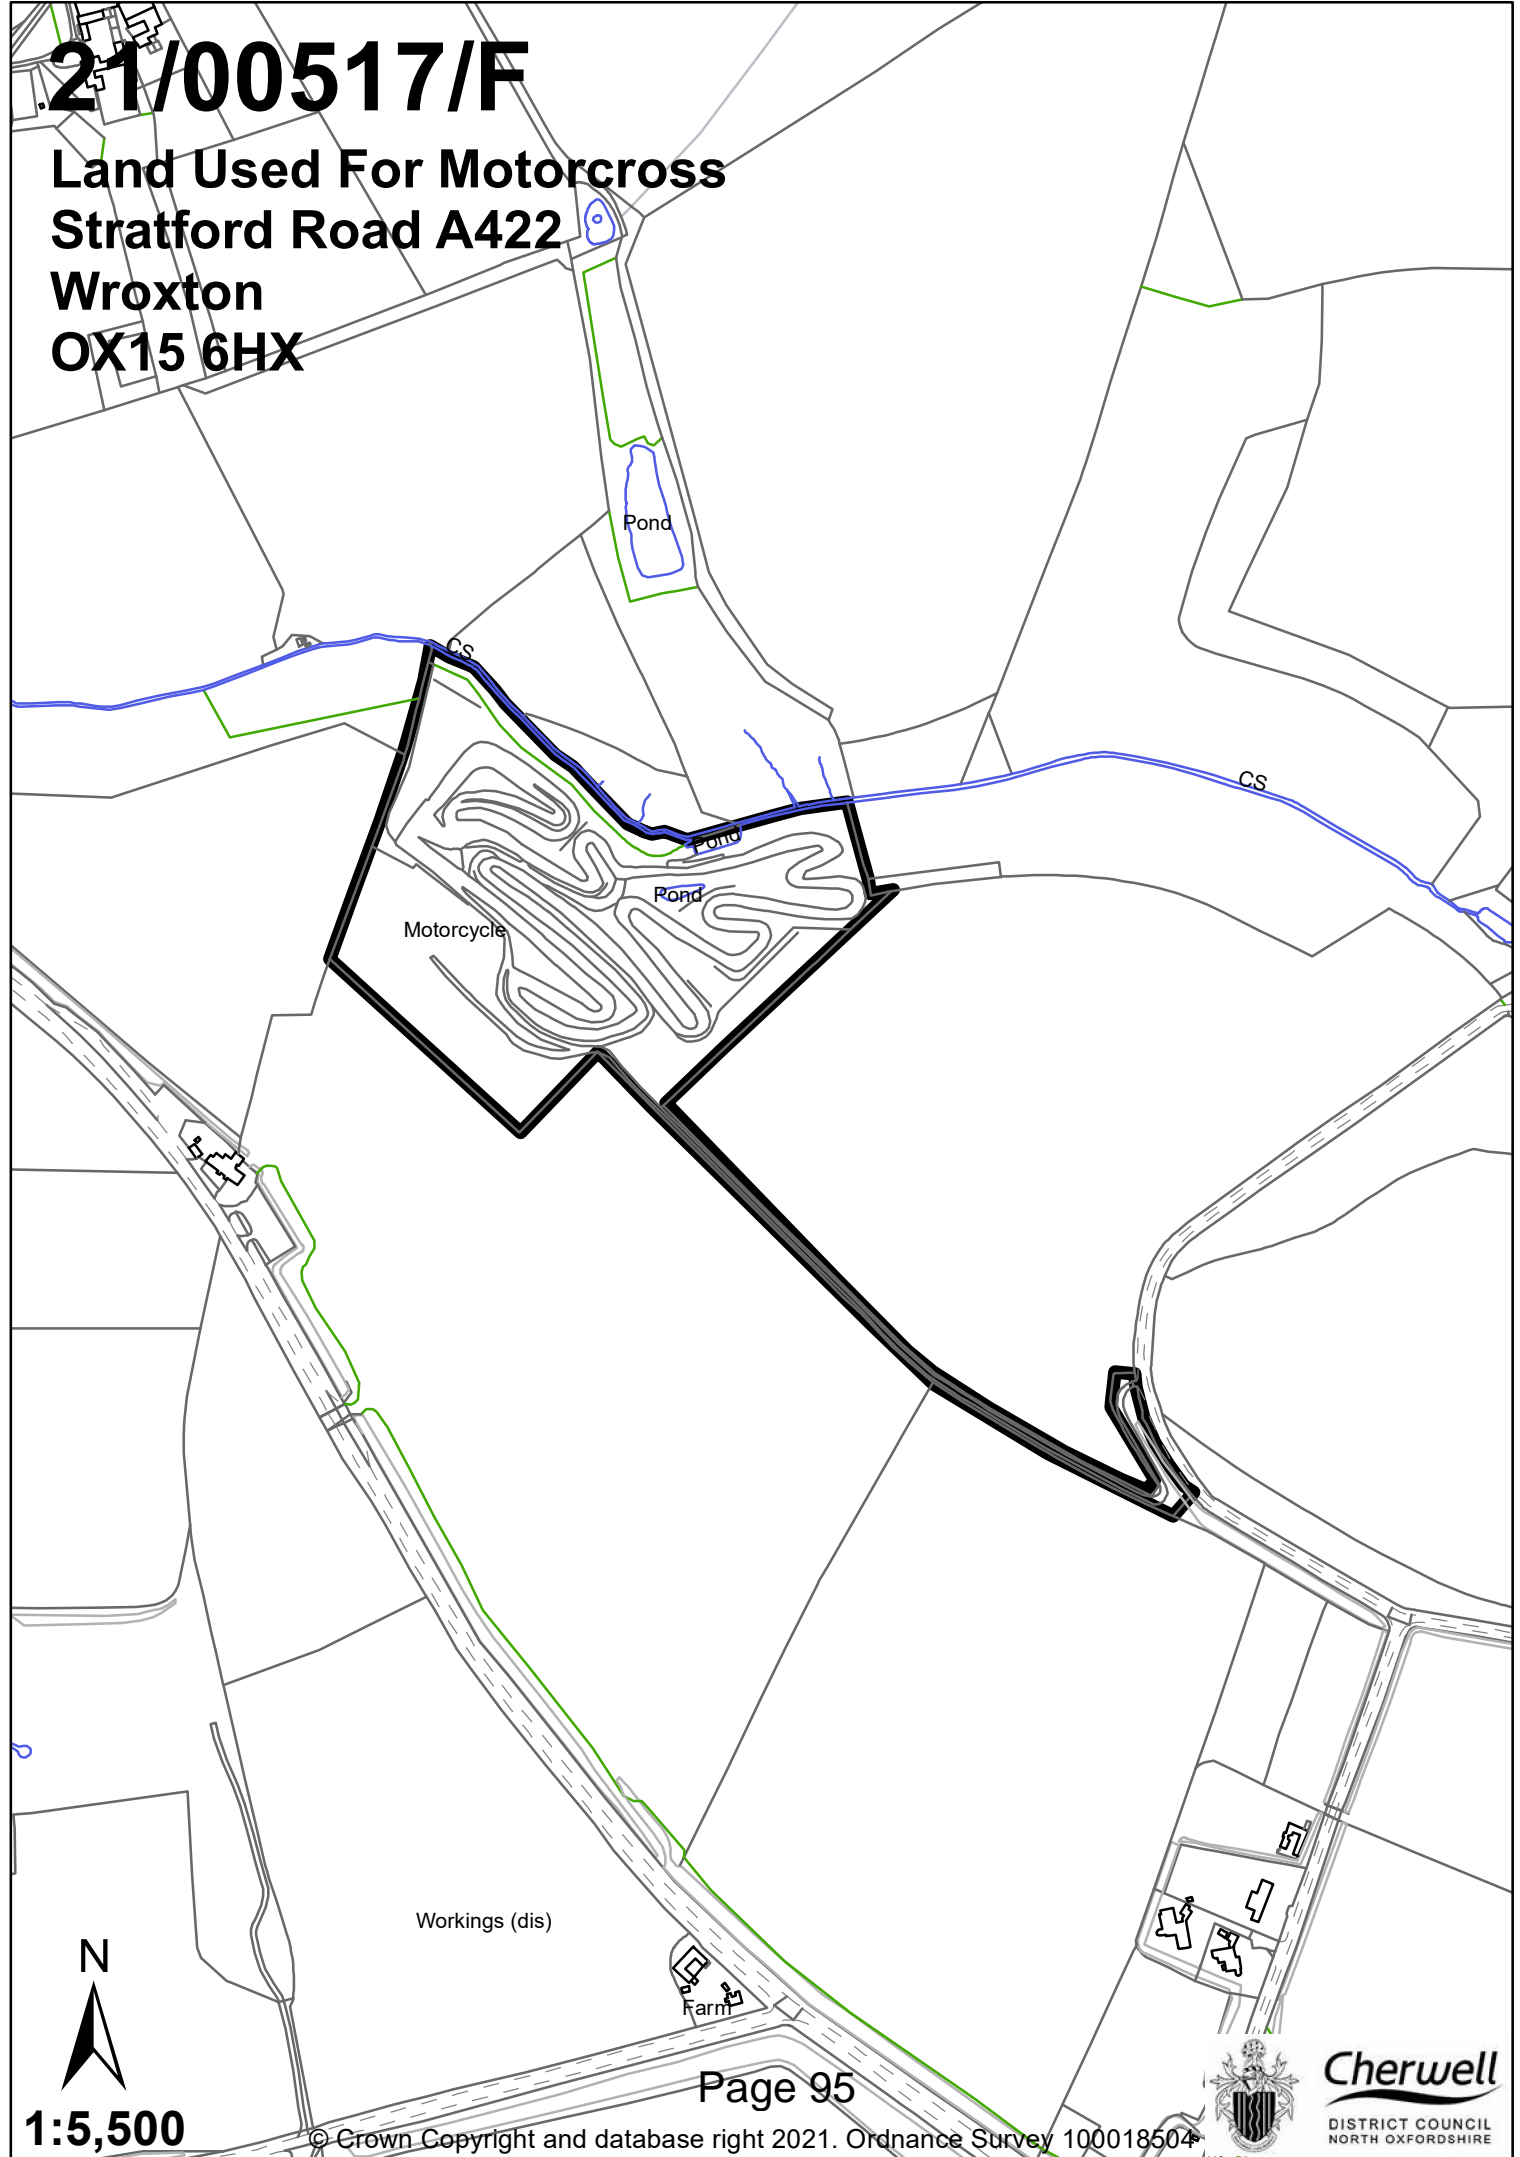 21/00517/F
Land Used For Motorcross
Stratford Road A422
Wroxton
OX15 6HX
Pond
CS
CS
Pond
Pond
Motorcycle
Workings (dis)
Farm
N
1:5,500
Page 95
© Crown Copyright and database right 2021. Ordnance Survey 100018504
Cherwell
DISTRICT COUNCIL
NORTH OXFORDSHIRE